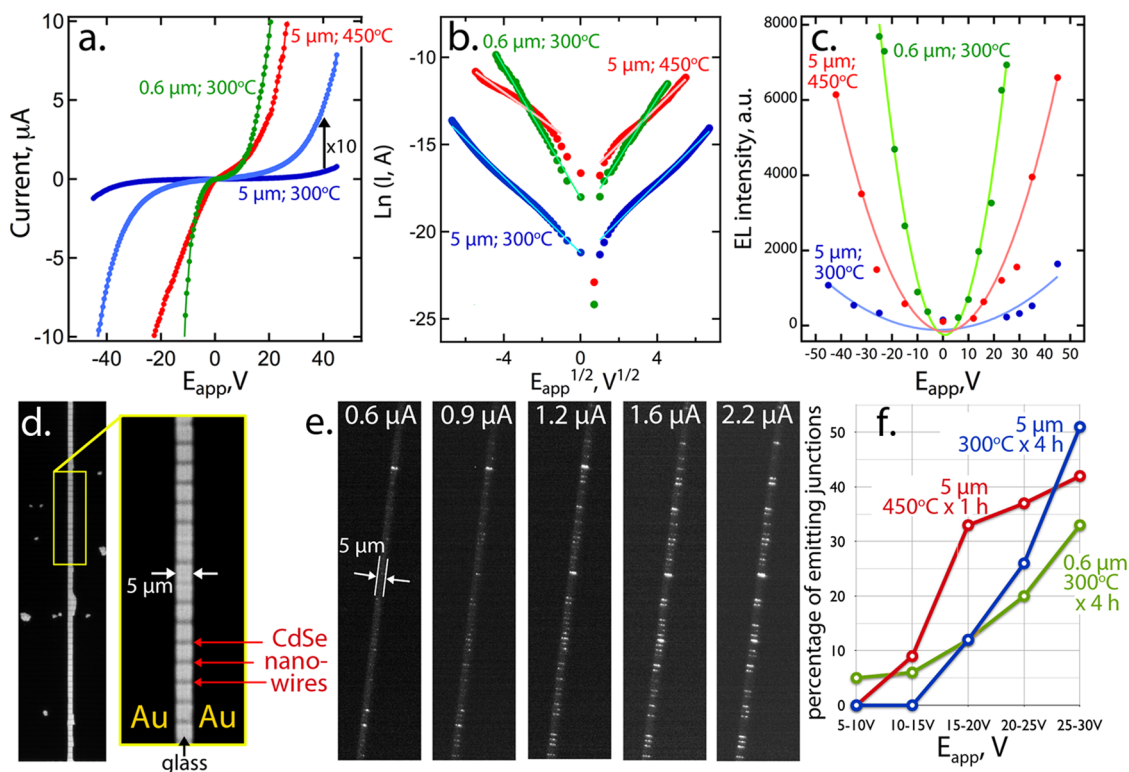 a.
Current, μA
10
5
0
-5
-10
-40
-20
0
20
40
E_app, V
5 μm; 450°C
0.6 μm; 300°C
x10
5 μm; 300°C
b.
Ln (I, A)
-10
-15
-20
-25
-4
0
4
E_app^1/2, V^1/2
0.6 μm; 300°C
5 μm; 450°C
5 μm; 300°C
c.
EL intensity, a.u.
8000
6000
4000
2000
0
-50 -40 -30 -20 -10 0 10 20 30 40 50
E_app, V
5 μm;
450°C
0.6 μm; 300°C
5 μm;
300°C
d.
5 μm
CdSe
nano-
wires
Au
Au
glass
e.
0.6 μA
0.9 μA
1.2 μA
1.6 μA
2.2 μA
5 μm
f.
percentage of emitting junctions
50
40
30
20
10
0
5-10V
10-15V
15-20V
20-25V
25-30V
E_app, V
5 μm
300°C x 4 h
5 μm
450°C x 1 h
0.6 μm
300°C
x 4 h